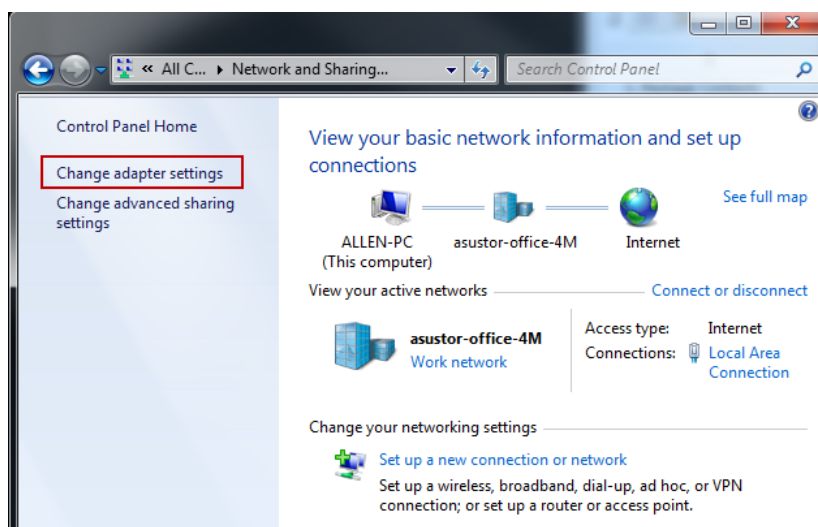 « All C... ▸ Network and Sharing...
Search Control Panel
Control Panel Home
Change adapter settings
Change advanced sharing
settings
View your basic network information and set up
connections
See full map
ALLEN-PC
(This computer)
asustor-office-4M
Internet
View your active networks
Connect or disconnect
asustor-office-4M
Work network
Access type: Internet
Connections: Local Area
Connection
Change your networking settings
Set up a new connection or network
Set up a wireless, broadband, dial-up, ad hoc, or VPN
connection; or set up a router or access point.